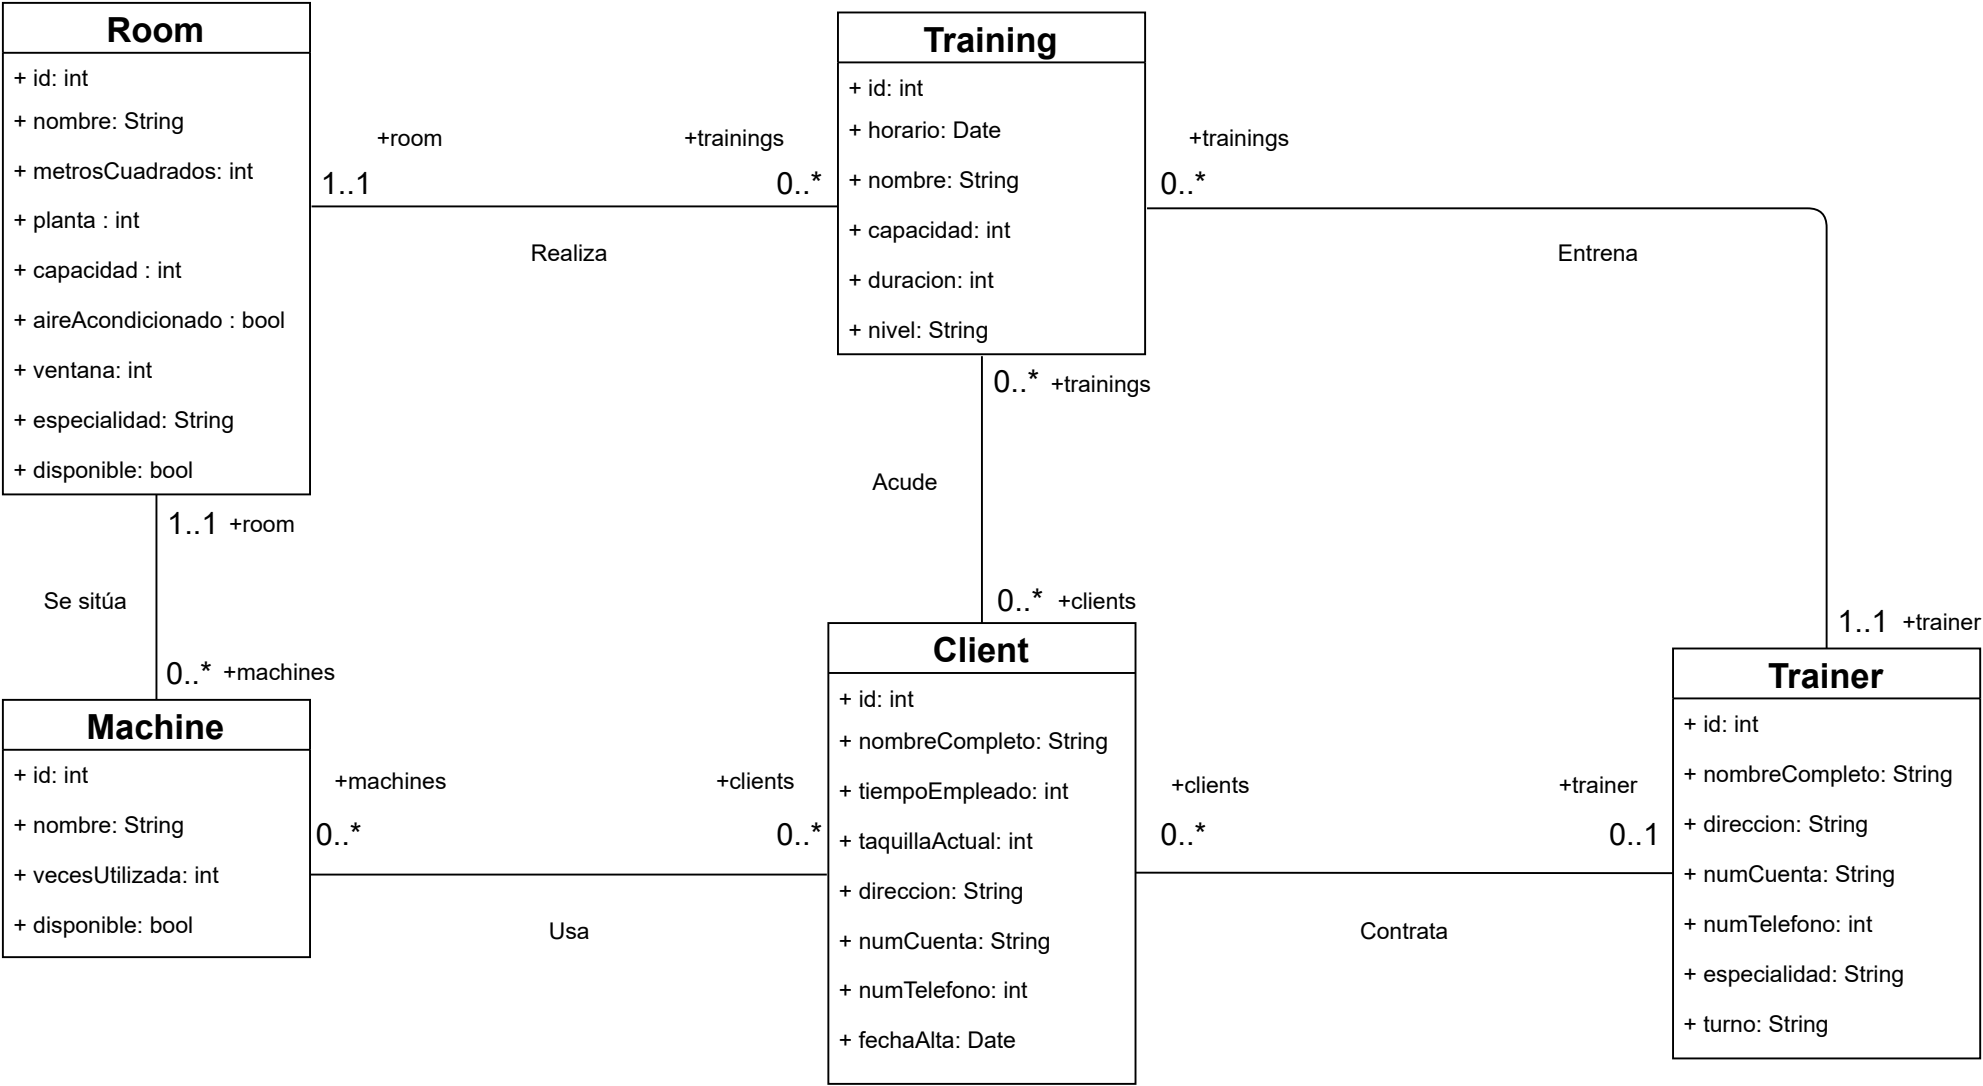 Room
+ id: int
+ nombre: String
+ metrosCuadrados: int
+ planta : int
+ capacidad : int
+ aireAcondicionado : bool
+ ventana: int
+ especialidad: String
+ disponible: bool
+room
1..1
+trainings
0..*
Realiza
Training
+ id: int
+ horario: Date
+ nombre: String
+ capacidad: int
+ duracion: int
+ nivel: String
+trainings
0..*
Entrena
1..1 +trainer
0..* +trainings
Acude
0..* +clients
1..1 +room
Se sitúa
0..* +machines
Machine
+ id: int
+ nombre: String
+ vecesUtilizada: int
+ disponible: bool
+machines
0..*
+clients
0..*
Usa
Client
+ id: int
+ nombreCompleto: String
+ tiempoEmpleado: int
+ taquillaActual: int
+ direccion: String
+ numCuenta: String
+ numTelefono: int
+ fechaAlta: Date
+clients
0..*
+trainer
0..1
Contrata
Trainer
+ id: int
+ nombreCompleto: String
+ direccion: String
+ numCuenta: String
+ numTelefono: int
+ especialidad: String
+ turno: String